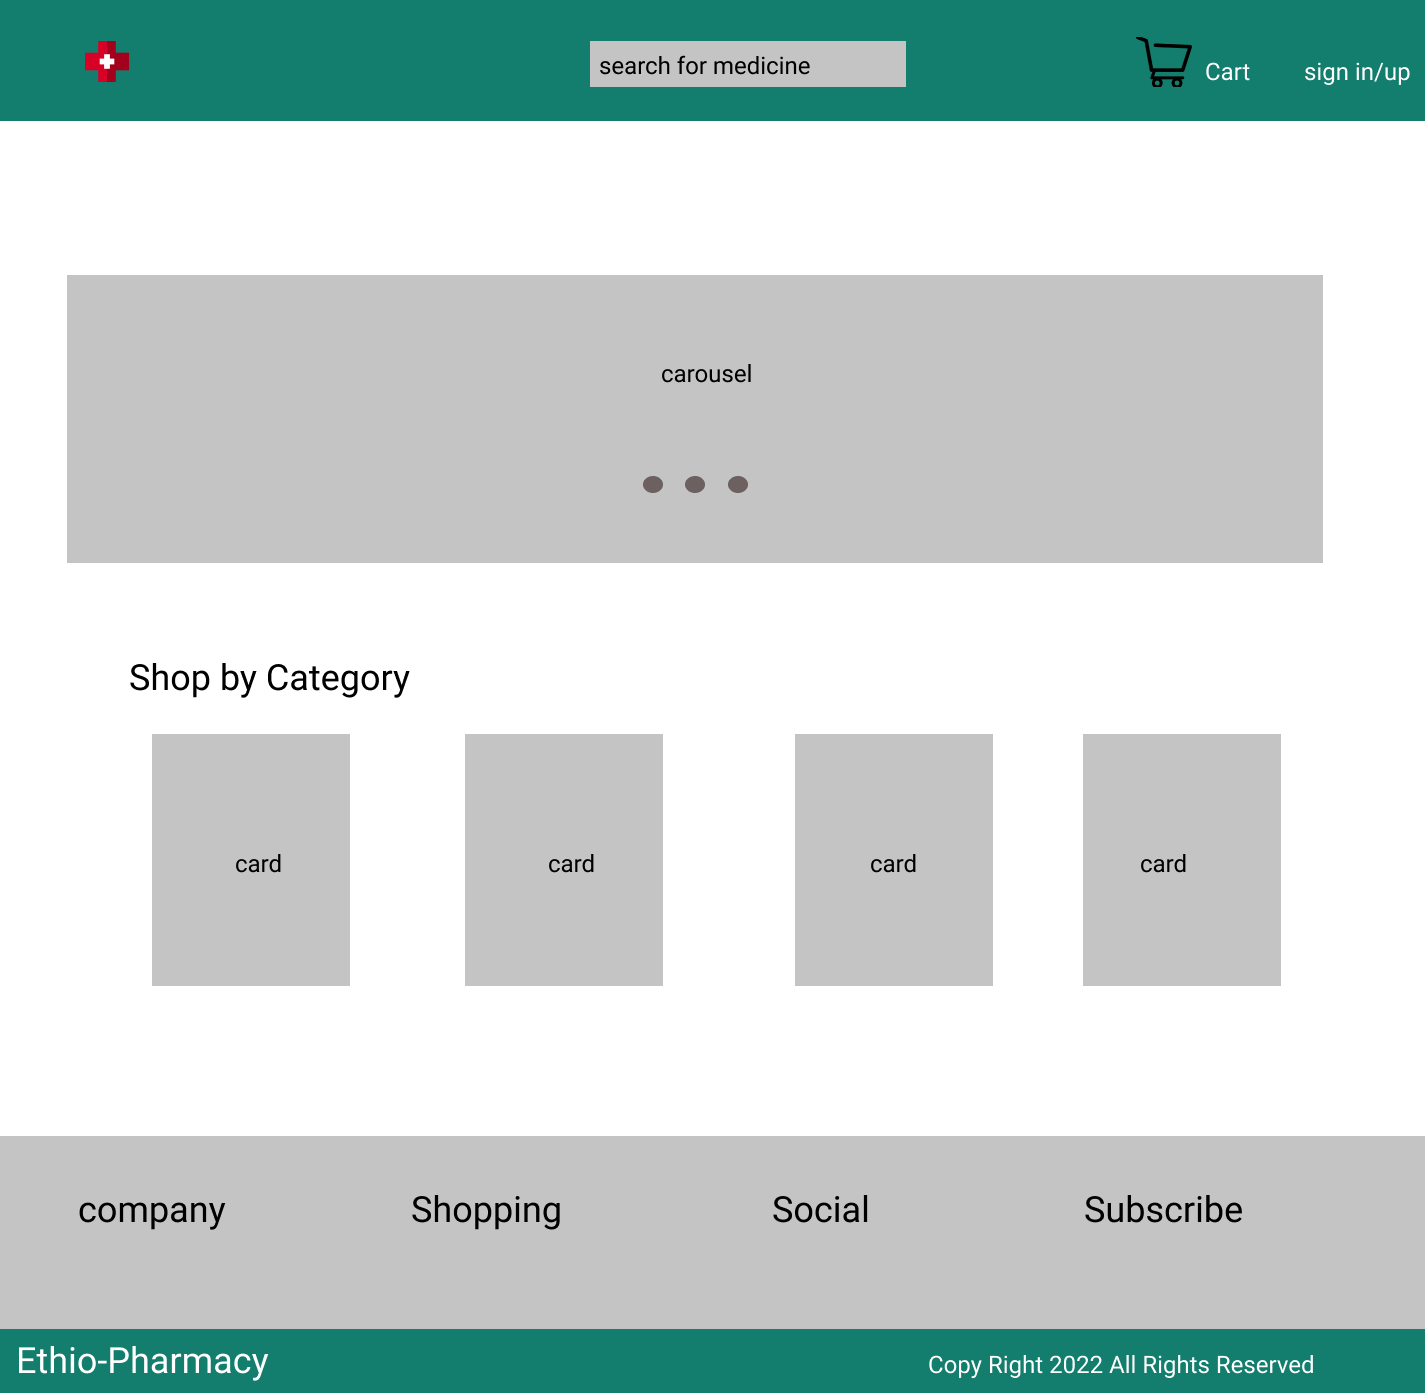 search for medicine
Cart
sign in/up
carousel
Shop by Category
card
card
card
card
company
Shopping
Social
Subscribe
Ethio-Pharmacy
Copy Right 2022 All Rights Reserved